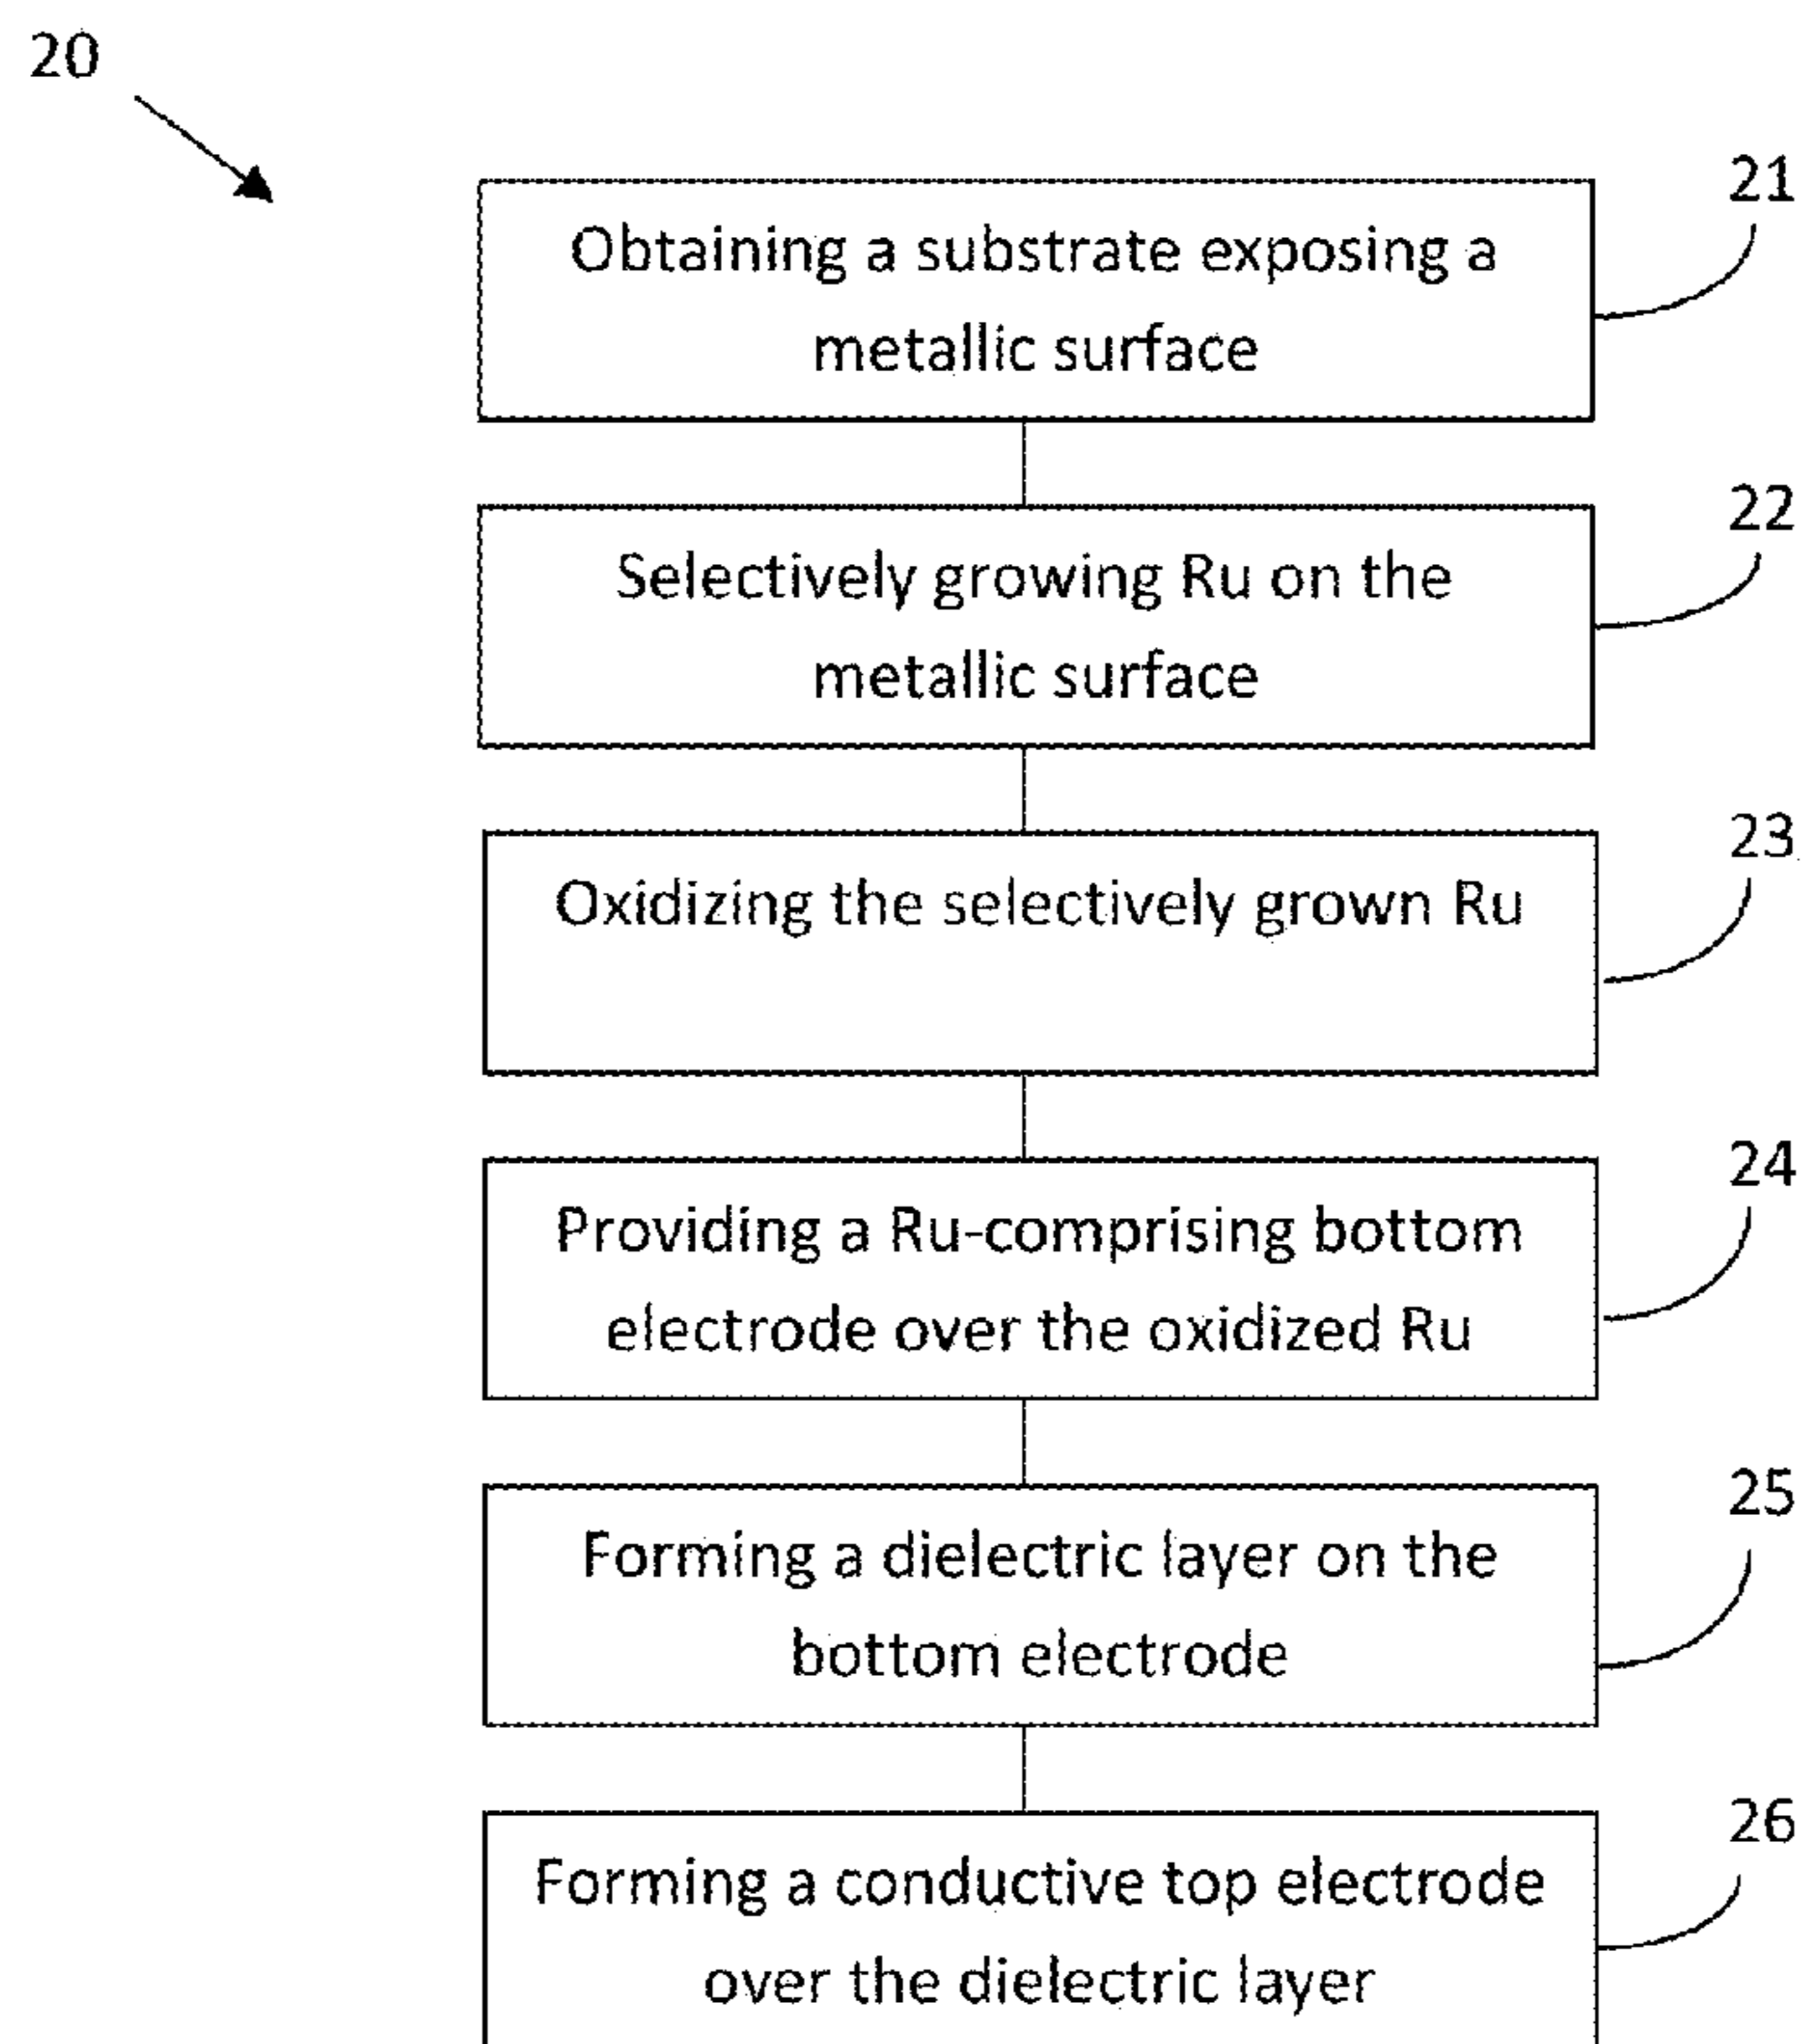 20
21
Obtaining a substrate exposing a
metallic surface
22
Selectively growing Ru on the
metallic surface
23
Oxidizing the selectively grown Ru
24
Providing a Ru-comprising bottom
electrode over the oxidized Ru
25
Forming a dielectric layer on the
bottom electrode
26
Forming a conductive top electrode
over the dielectric layer